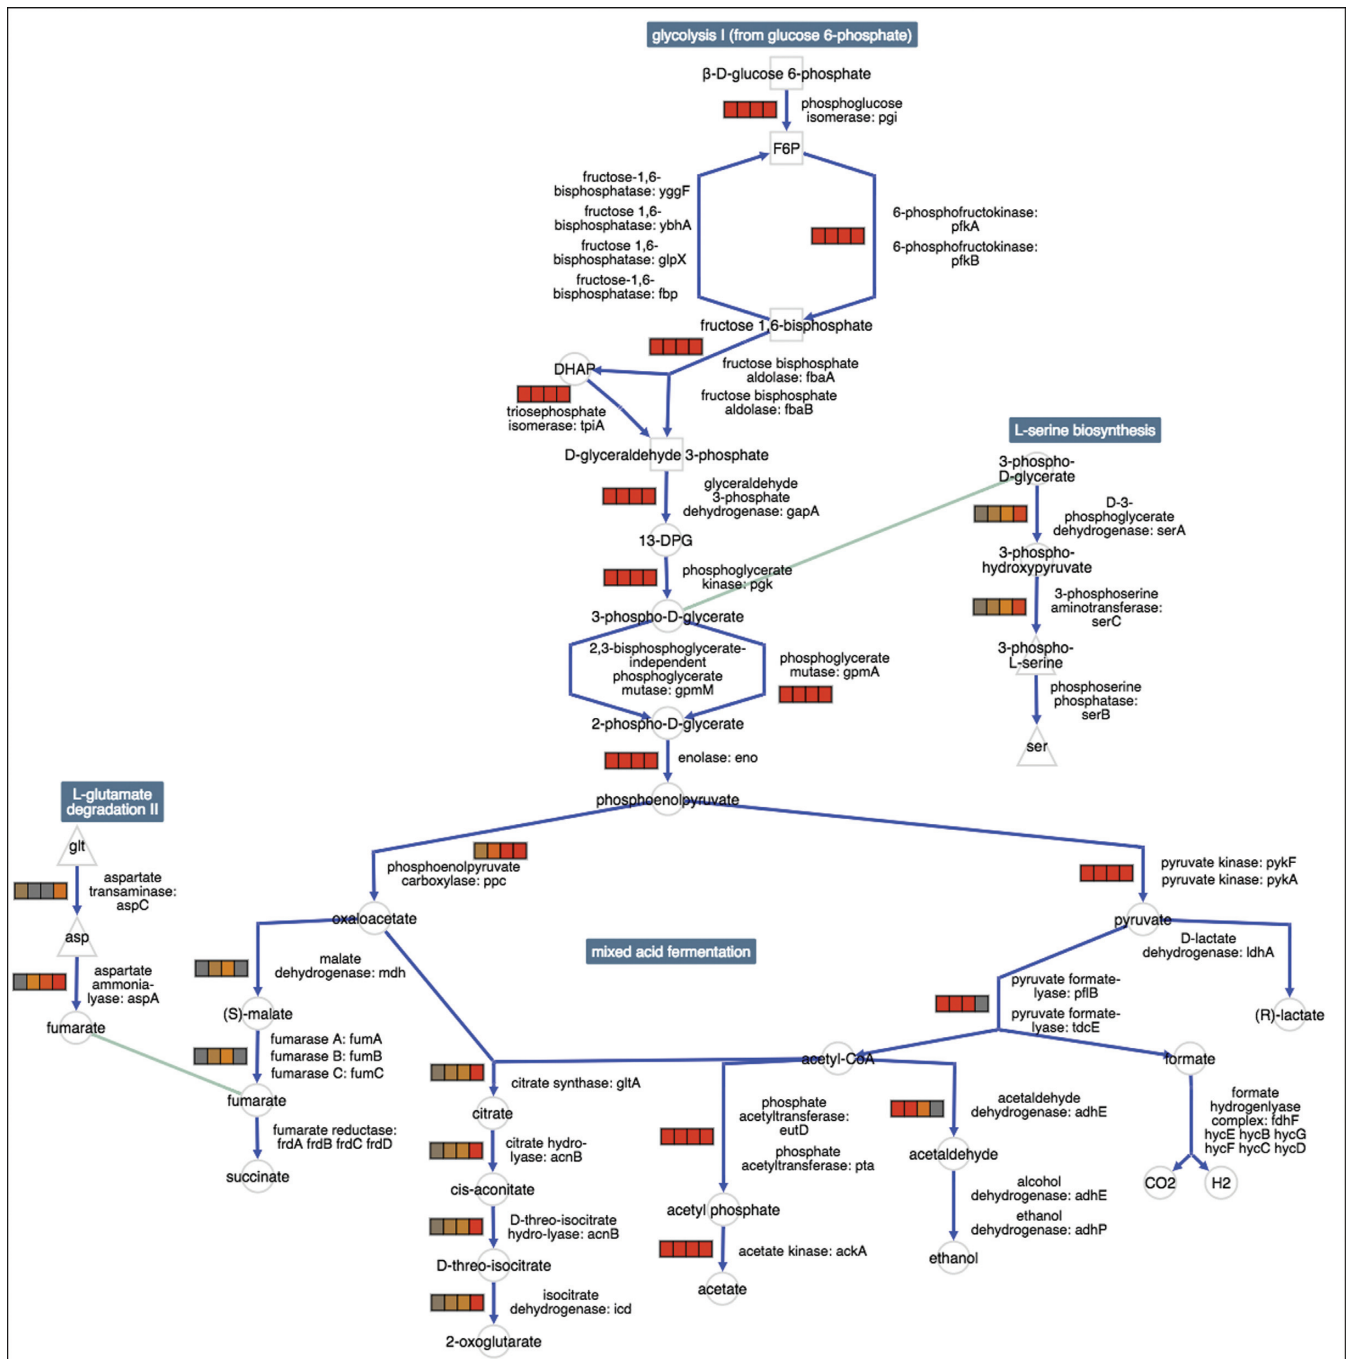 glycolysis I (from glucose 6-phosphate)
β-D-glucose 6-phosphate
phosphoglucose
isomerase: pgi
F6P
fructose-1,6-
bisphosphatase: yggF
fructose 1,6-
bisphosphatase: ybhA
fructose 1,6-
bisphosphatase: glpX
fructose-1,6-
bisphosphatase: fbp
6-phosphofructokinase:
pfkA
6-phosphofructokinase:
pfkB
fructose 1,6-bisphosphate
fructose bisphosphate
aldolase: fbaA
fructose bisphosphate
aldolase: fbaB
DHAP
triosephosphate
isomerase: tpiA
D-glyceraldehyde 3-phosphate
glyceraldehyde
3-phosphate
dehydrogenase: gapA
13-DPG
phosphoglycerate
kinase: pgk
3-phospho-D-glycerate
2,3-bisphosphoglycerate-
independent
phosphoglycerate
mutase: gpmM
phosphoglycerate
mutase: gpmA
2-phospho-D-glycerate
enolase: eno
phosphoenolpyruvate
L-serine biosynthesis
3-phospho-
D-glycerate
D-3-
phosphoglycerate
dehydrogenase: serA
3-phospho-
hydroxypyruvate
3-phosphoserine
aminotransferase:
serC
3-phospho-
L-serine
phosphoserine
phosphatase:
serB
ser
L-glutamate
degradation II
glt
aspartate
transaminase:
aspC
asp
aspartate
ammonia-
lyase: aspA
fumarate
phosphoenolpyruvate
carboxylase: ppc
oxaloacetate
malate
dehydrogenase: mdh
(S)-malate
fumarase A: fumA
fumarase B: fumB
fumarase C: fumC
fumarate
fumarate reductase:
frdA frdB frdC frdD
succinate
mixed acid fermentation
pyruvate kinase: pykF
pyruvate kinase: pykA
pyruvate
D-lactate
dehydrogenase: ldhA
(R)-lactate
pyruvate formate-
lyase: pflB
pyruvate formate-
lyase: tdcE
acetyl-CoA
formate
citrate synthase: gltA
citrate
citrate hydro-
lyase: acnB
cis-aconitate
D-threo-isocitrate
hydro-lyase: acnB
D-threo-isocitrate
isocitrate
dehydrogenase: icd
2-oxoglutarate
phosphate
acetyltransferase:
eutD
phosphate
acetyltransferase: pta
acetyl phosphate
acetate kinase: ackA
acetate
acetaldehyde
dehydrogenase: adhE
acetaldehyde
alcohol
dehydrogenase: adhE
ethanol
dehydrogenase: adhP
ethanol
formate
hydrogenlyase
complex: fdhF
hycE hycB hycG
hycF hycC hycD
CO2
H2